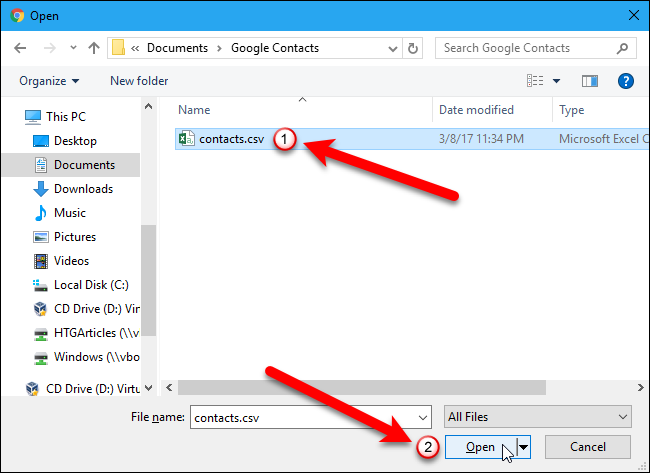 Open
« Documents > Google Contacts
Search Google Contacts
Organize New folder
?
Name Date modified Type
This PC
Desktop
Documents
Downloads
Music
Pictures
Videos
Local Disk (C:)
CD Drive (D:) Virt
HTGArticles (\\v
Windows (\\vbo
CD Drive (D:) Virtu
contacts.csv 1 3/8/17 11:34 PM Microsoft Excel C
File name: contacts.csv All Files
2 Open Cancel